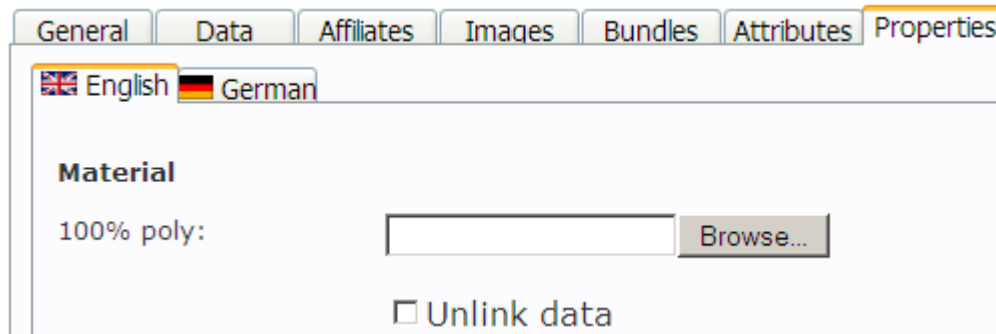 General Data Affiliates Images Bundles Attributes Properties
English German
Material
100% poly:
Browse...
Unlink data